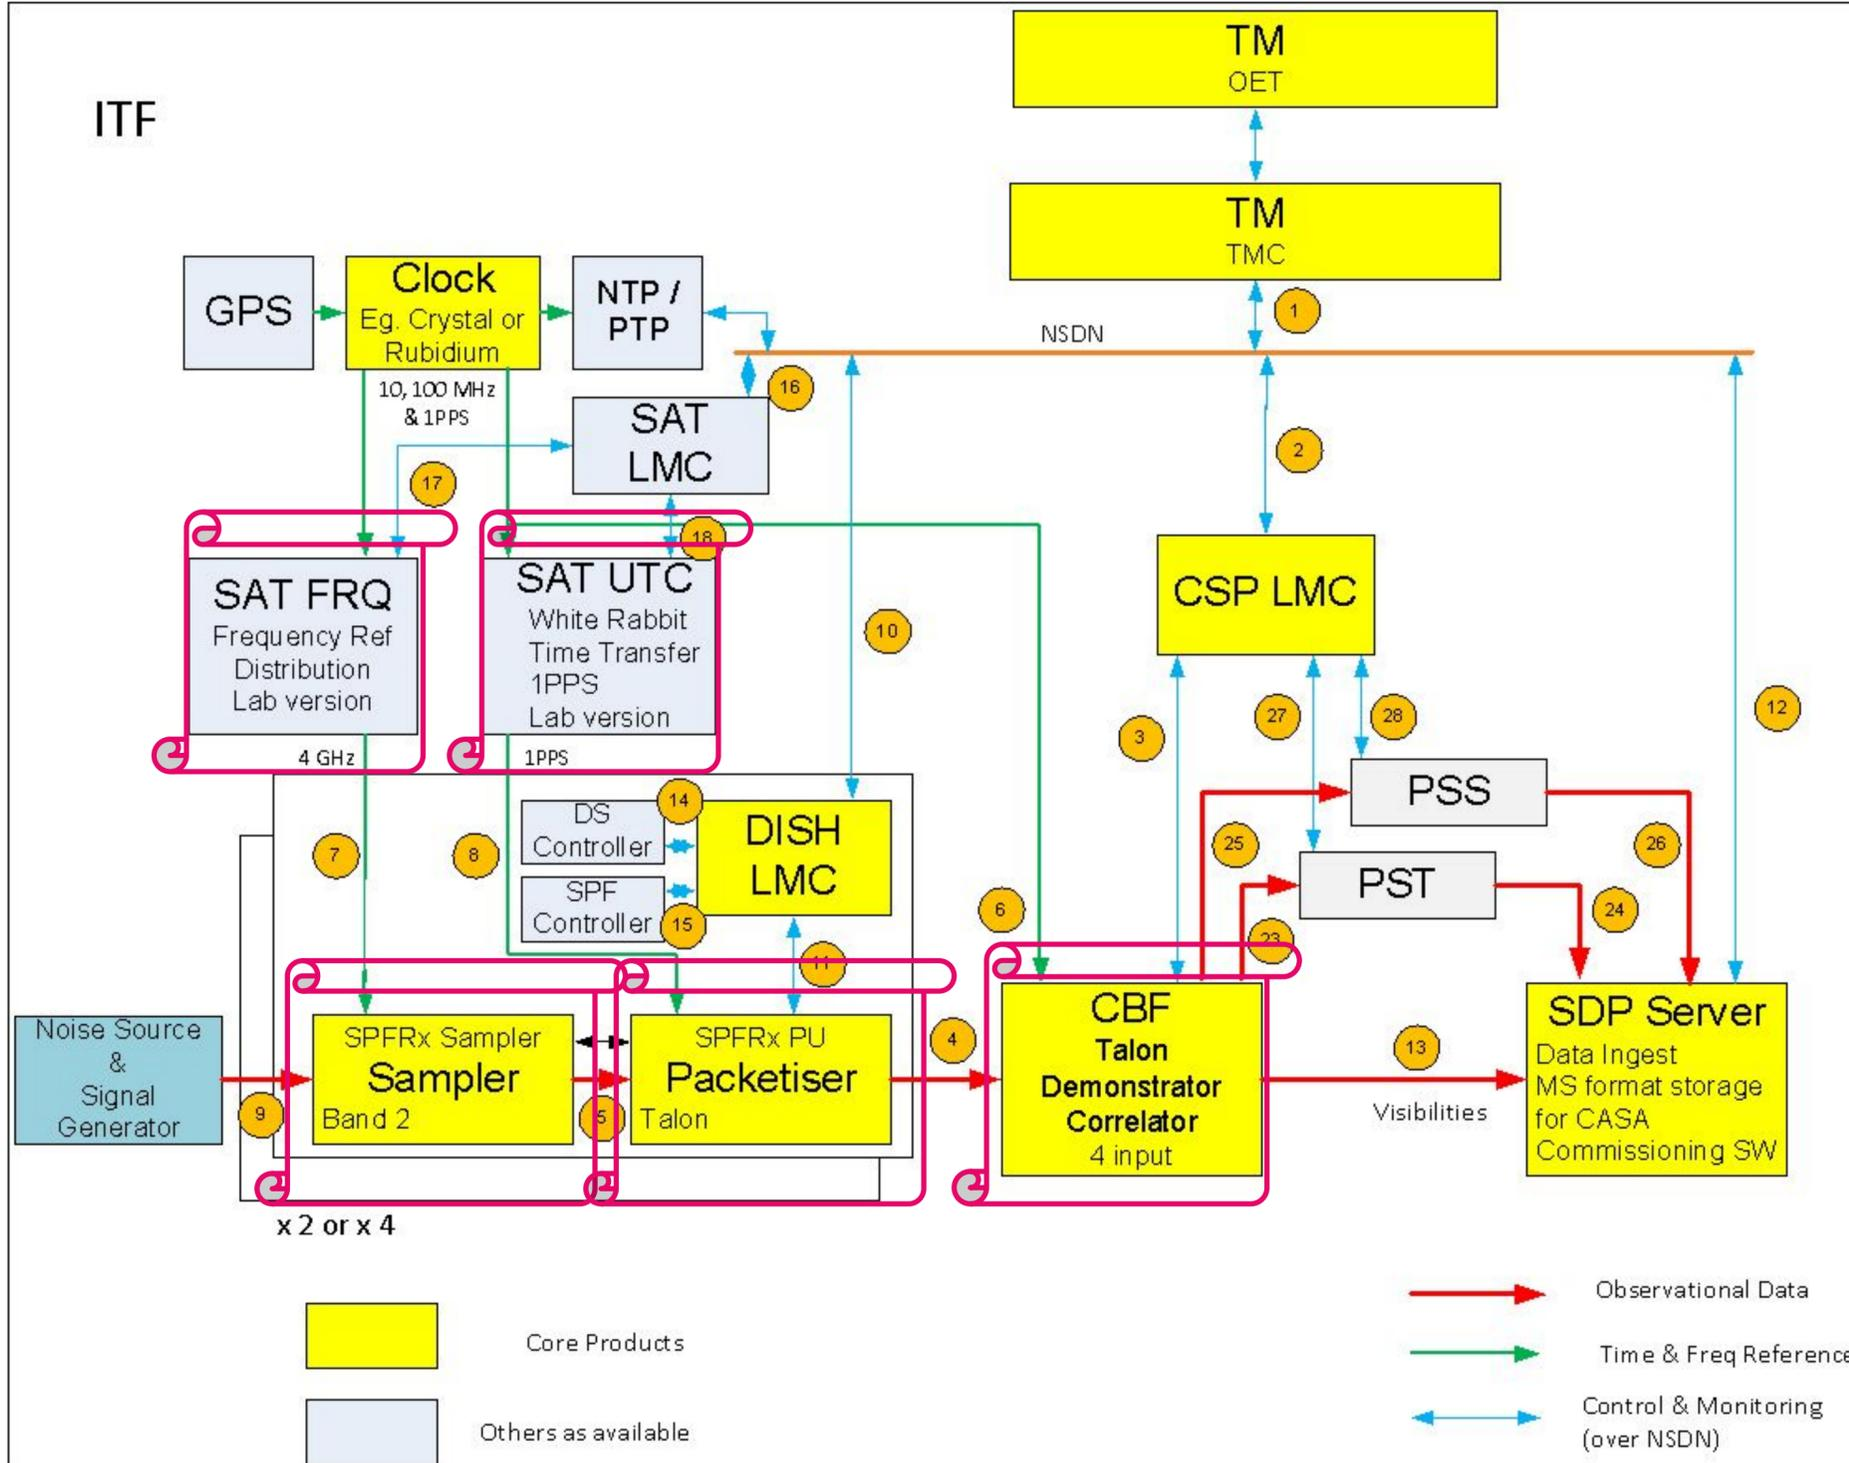 TM
OET
ITF
TM
TMC
GPS
Clock
Eg. Crystal or
Rubidium
NTP /
PTP
1
NSDN
10, 100 MHz
& 1PPS
16
SAT
LMC
2
17
18
SAT FRQ
Frequency Ref
Distribution
Lab version
SAT UTC
White Rabbit
Time Transfer
1PPS
Lab version
10
CSP LMC
3
27
28
12
4 GHz
1PPS
7
8
DS
Controller
14
SPF
Controller
15
DISH
LMC
11
PSS
25
26
PST
6
23
24
Noise Source
&
Signal
Generator
9
SPFRx Sampler
Sampler
Band 2
5
SPFRx PU
Packetiser
Talon
4
CBF
Talon
Demonstrator
Correlator
4 input
13
Visibilities
SDP Server
Data Ingest
MS format storage
for CASA
Commissioning SW
x 2 or x 4
Core Products
Others as available
Observational Data
Time & Freq Reference
Control & Monitoring
(over NSDN)